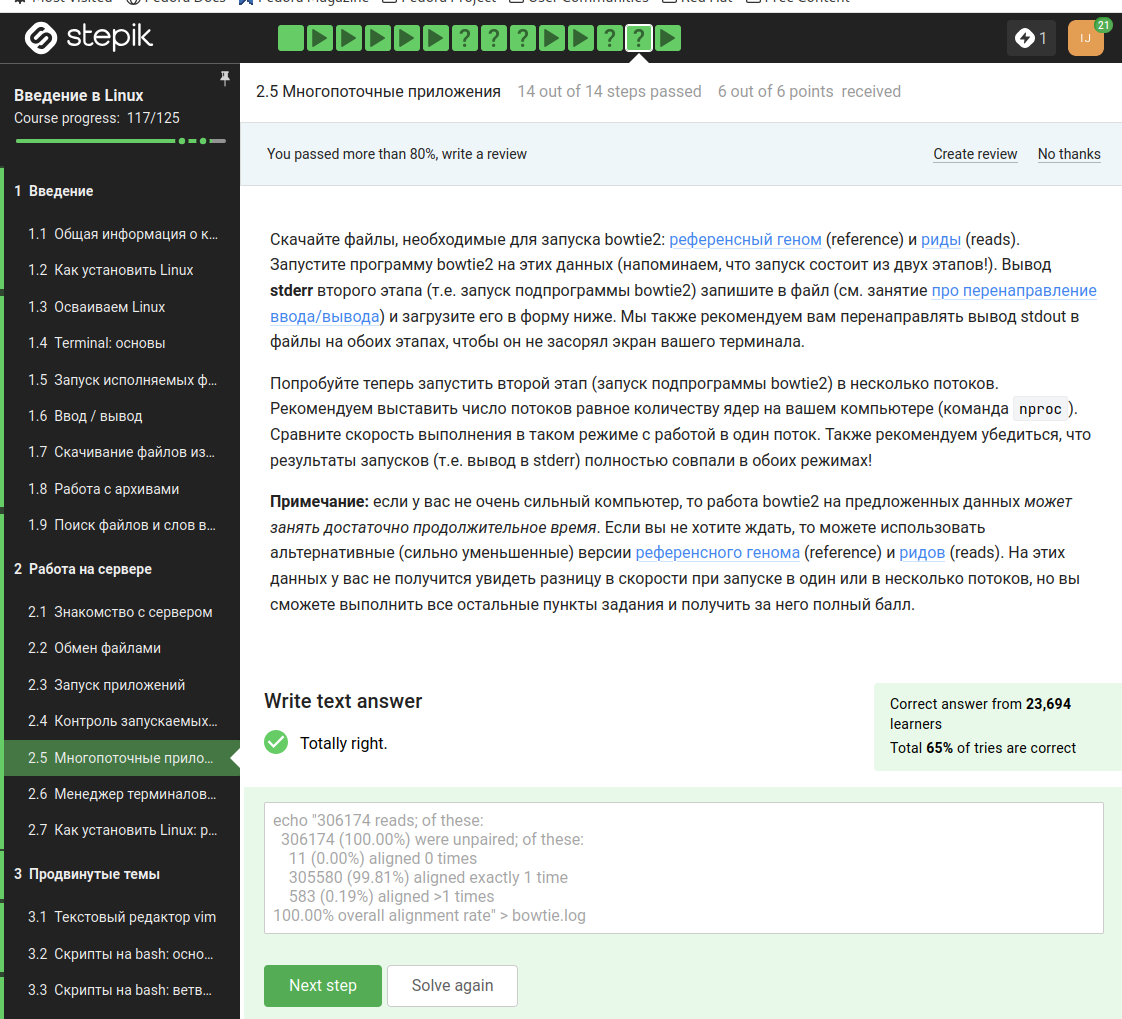 Most Visited Fedora Docs Fedora Magazine Fedora Project User Communities Red Hat Free Content
stepik
? ? ? ? ?
1
IJ
21
Введение в Linux
Course progress: 117/125
1 Введение
1.1 Общая информация о к...
1.2 Как установить Linux
1.3 Осваиваем Linux
1.4 Terminal: основы
1.5 Запуск исполняемых ф...
1.6 Ввод / вывод
1.7 Скачивание файлов из...
1.8 Работа с архивами
1.9 Поиск файлов и слов в...
2 Работа на сервере
2.1 Знакомство с сервером
2.2 Обмен файлами
2.3 Запуск приложений
2.4 Контроль запускаемых...
2.5 Многопоточные прило...
2.6 Менеджер терминалов...
2.7 Как установить Linux: р...
3 Продвинутые темы
3.1 Текстовый редактор vim
3.2 Скрипты на bash: осно...
3.3 Скрипты на bash: ветв...
2.5 Многопоточные приложения 14 out of 14 steps passed 6 out of 6 points received
You passed more than 80%, write a review Create review No thanks
Скачайте файлы, необходимые для запуска bowtie2: референсный геном (reference) и риды (reads).
Запустите программу bowtie2 на этих данных (напоминаем, что запуск состоит из двух этапов!). Вывод
stderr второго этапа (т.е. запуск подпрограммы bowtie2) запишите в файл (см. занятие про перенаправление
ввода/вывода) и загрузите его в форму ниже. Мы также рекомендуем вам перенаправлять вывод stdout в
файлы на обоих этапах, чтобы он не засорял экран вашего терминала.
Попробуйте теперь запустить второй этап (запуск подпрограммы bowtie2) в несколько потоков.
Рекомендуем выставить число потоков равное количеству ядер на вашем компьютере (команда nproc ).
Сравните скорость выполнения в таком режиме с работой в один поток. Также рекомендуем убедиться, что
результаты запусков (т.е. вывод в stderr) полностью совпали в обоих режимах!
Примечание: если у вас не очень сильный компьютер, то работа bowtie2 на предложенных данных может
занять достаточно продолжительное время. Если вы не хотите ждать, то можете использовать
альтернативные (сильно уменьшенные) версии референсного генома (reference) и ридов (reads). На этих
данных у вас не получится увидеть разницу в скорости при запуске в один или в несколько потоков, но вы
сможете выполнить все остальные пункты задания и получить за него полный балл.
Write text answer
Totally right.
Correct answer from 23,694
learners
Total 65% of tries are correct
echo "306174 reads; of these:
306174 (100.00%) were unpaired; of these:
11 (0.00%) aligned 0 times
305580 (99.81%) aligned exactly 1 time
583 (0.19%) aligned >1 times
100.00% overall alignment rate" > bowtie.log
Next step Solve again